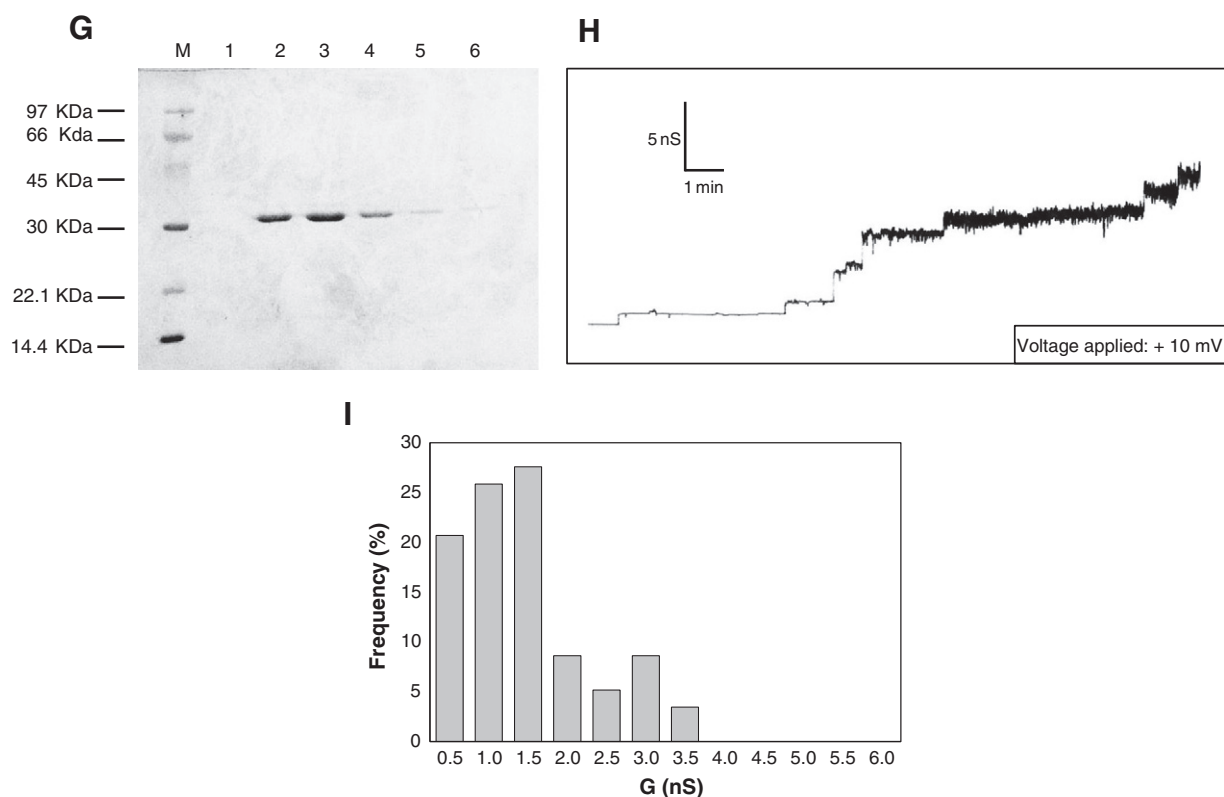 G
M 1 2 3 4 5 6
97 KDa
66 Kda
45 KDa
30 KDa
22.1 KDa
14.4 KDa
H
5 nS
1 min
Voltage applied: + 10 mV
I
Frequency (%)
30
25
20
15
10
5
0
0.5 1.0 1.5 2.0 2.5 3.0 3.5 4.0 4.5 5.0 5.5 6.0
G (nS)